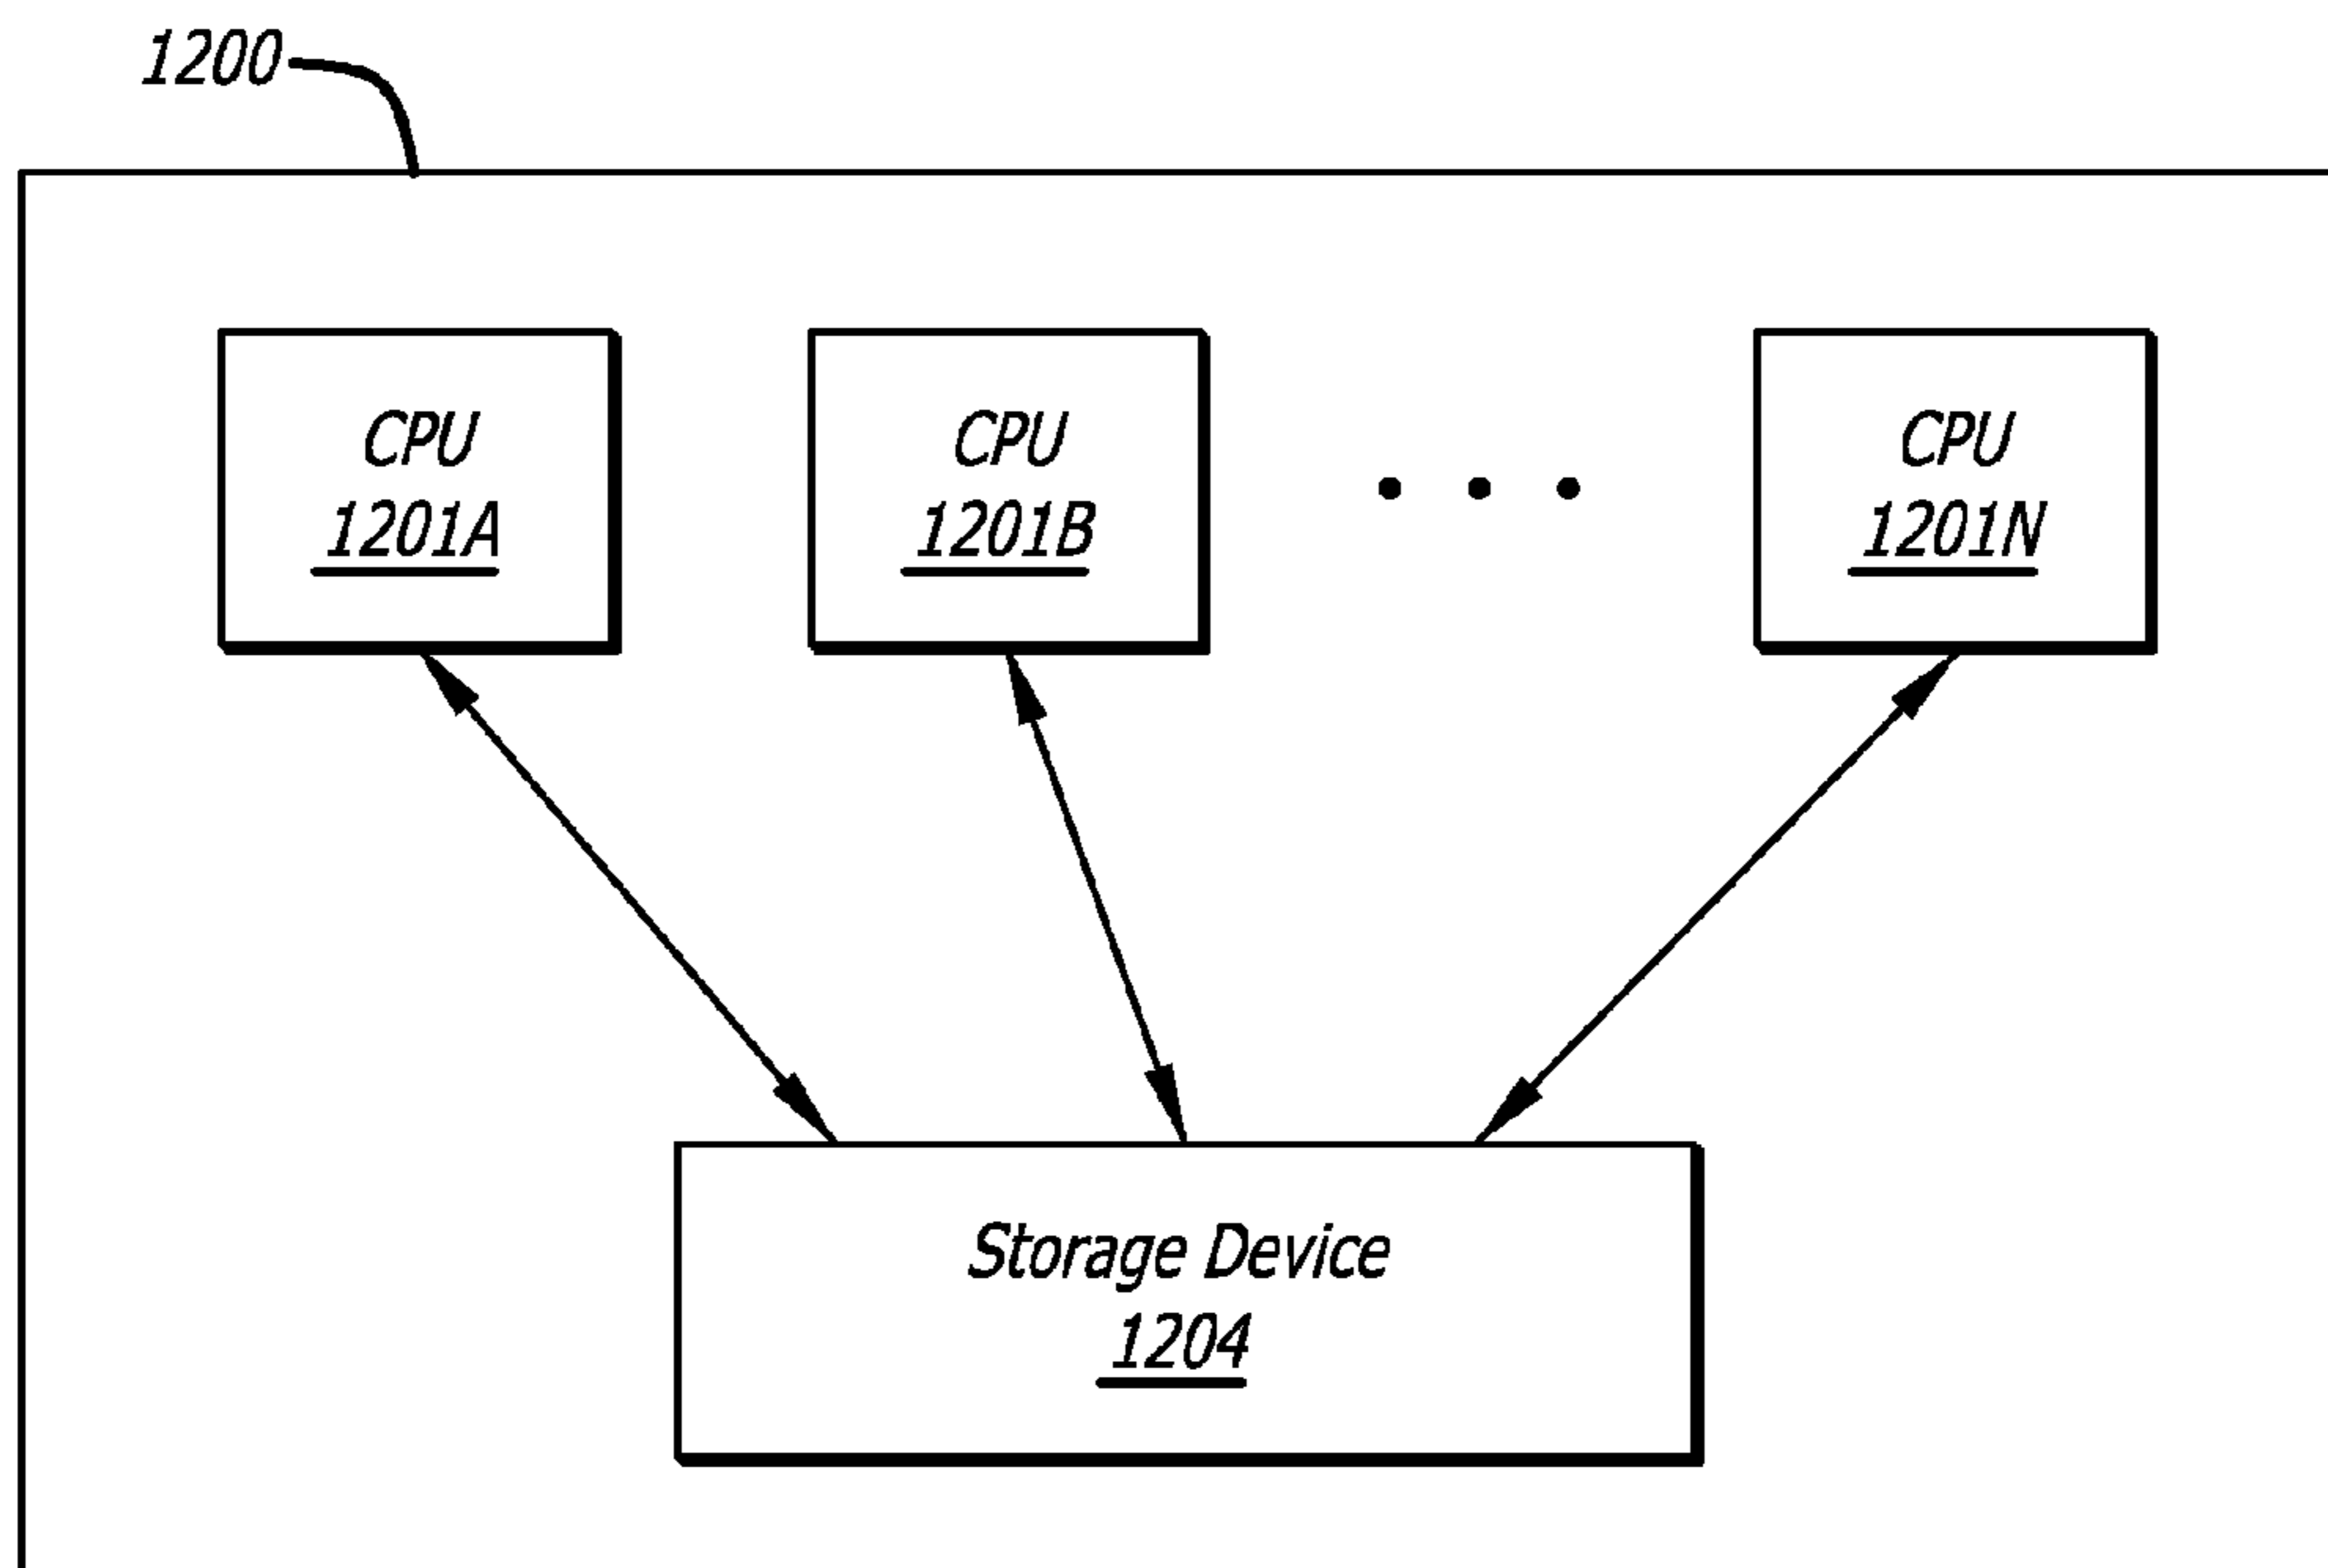 1200
CPU
1201A
CPU
1201B
• • •
CPU
1201N
Storage Device
1204